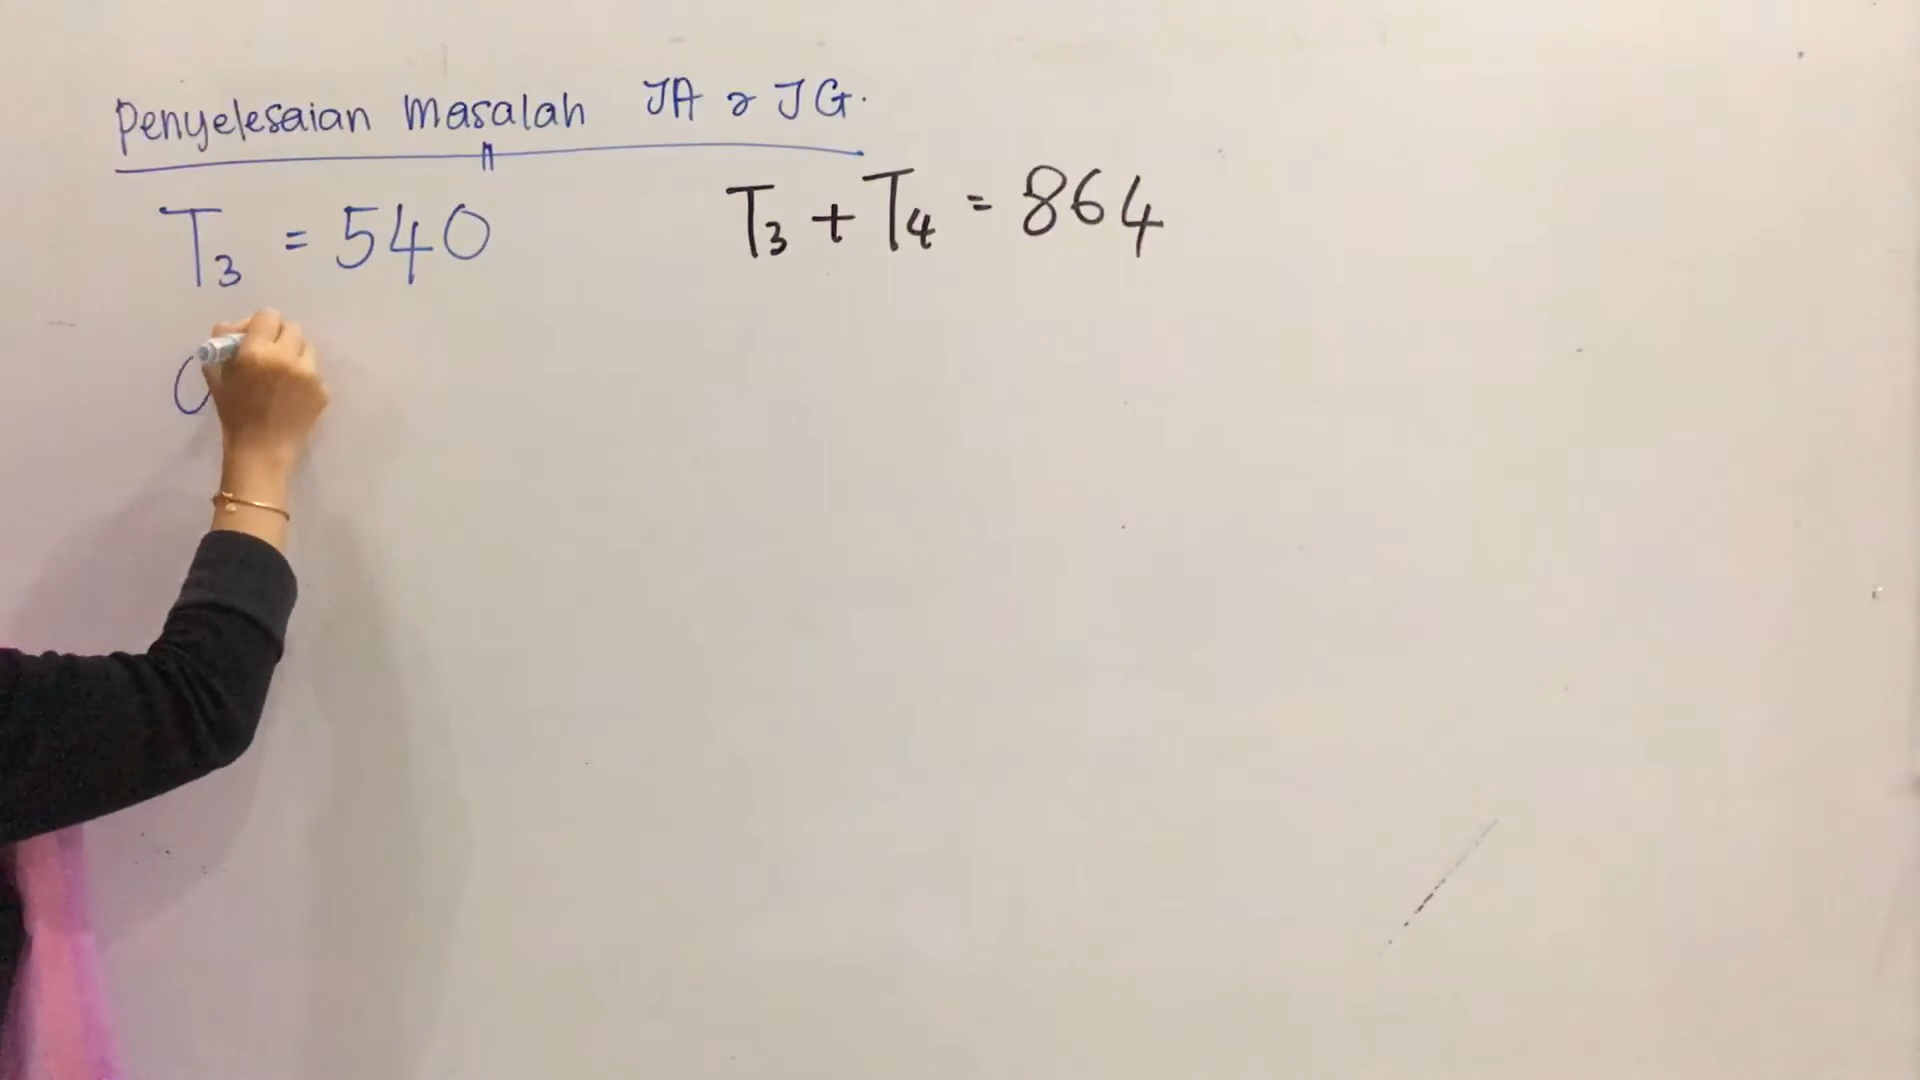 Penyelesaian Masalah JA & JG.
T₃ = 540
T₃ + T₄ = 864